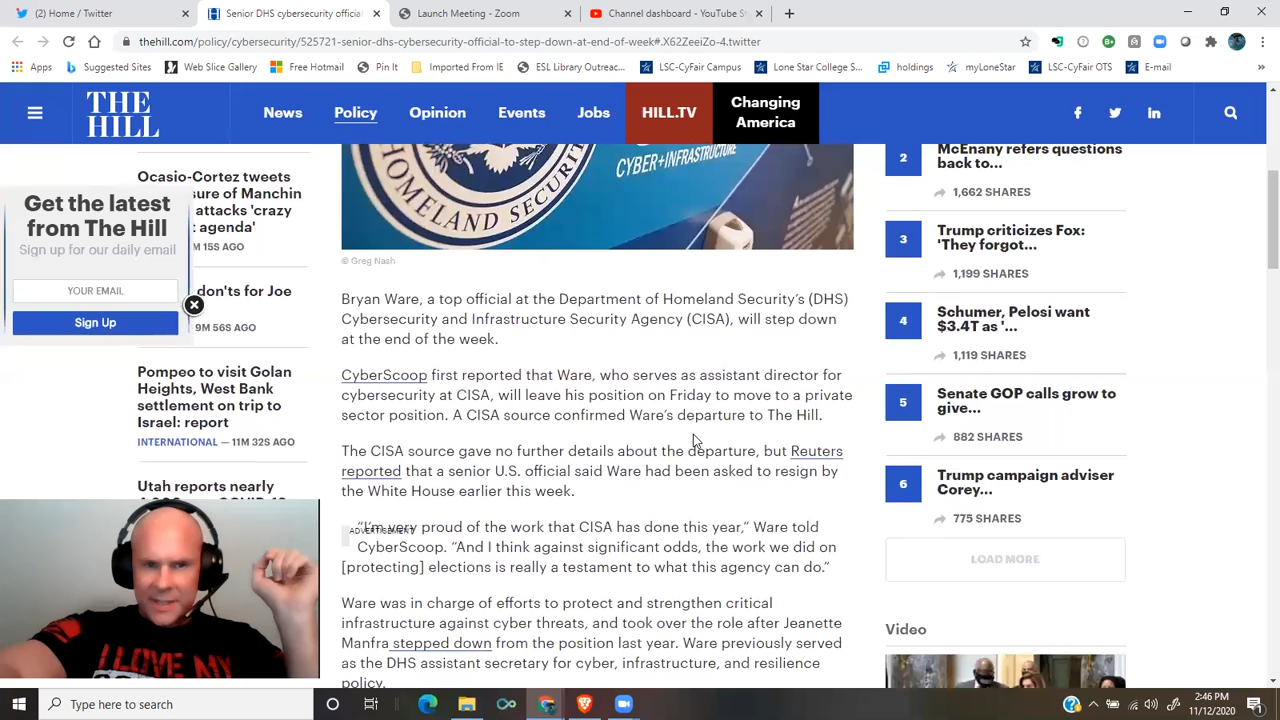 (3) Home / Twitter
Senior DHS cybersecurity officia
Launch Meeting - Zoom
Channel dashboard - YouTube St
thehill.com/policy/cybersecurity/525721-senior-dhs-cybersecurity-official-to-step-down-at-end-of-week#.X62ZeeiZo-4.twitter
Apps
Suggested Sites
Web Slice Gallery
Free Hotmail
Pin It
Imported From IE
ESL Library Outreac...
LSC-CyFair Campus
Lone Star College S...
holdings
myLoneStar
LSC-CyFair OTS
E-mail
THE HILL
News
Policy
Opinion
Events
Jobs
HILL.TV
Changing
America
Ocasio-Cortez tweets
sure of Manchin
attacks 'crazy
t agenda'
M 15S AGO
Get the latest
from The Hill
Sign up for our daily email
YOUR EMAIL
Sign Up
don'ts for Joe
9M 56S AGO
Pompeo to visit Golan
Heights, West Bank
settlement on trip to
Israel: report
INTERNATIONAL — 11M 32S AGO
Utah reports nearly
HOMELAND SECURITY
CYBER+INFRASTRUCTURE
© Greg Nash
Bryan Ware, a top official at the Department of Homeland Security's (DHS)
Cybersecurity and Infrastructure Security Agency (CISA), will step down
at the end of the week.
CyberScoop first reported that Ware, who serves as assistant director for
cybersecurity at CISA, will leave his position on Friday to move to a private
sector position. A CISA source confirmed Ware's departure to The Hill.
The CISA source gave no further details about the departure, but Reuters
reported that a senior U.S. official said Ware had been asked to resign by
the White House earlier this week.
ADVERTISEMENT
“I'm very proud of the work that CISA has done this year,” Ware told
CyberScoop. “And I think against significant odds, the work we did on
[protecting] elections is really a testament to what this agency can do.”
Ware was in charge of efforts to protect and strengthen critical
infrastructure against cyber threats, and took over the role after Jeanette
Manfra stepped down from the position last year. Ware previously served
as the DHS assistant secretary for cyber, infrastructure, and resilience
policy.
2
McEnany refers questions
back to...
1,662 SHARES
3
Trump criticizes Fox:
'They forgot...
1,199 SHARES
4
Schumer, Pelosi want
$3.4T as '...
1,119 SHARES
5
Senate GOP calls grow to
give...
882 SHARES
6
Trump campaign adviser
Corey...
775 SHARES
LOAD MORE
Video
I LOVE MY
Type here to search
2:46 PM
11/12/2020